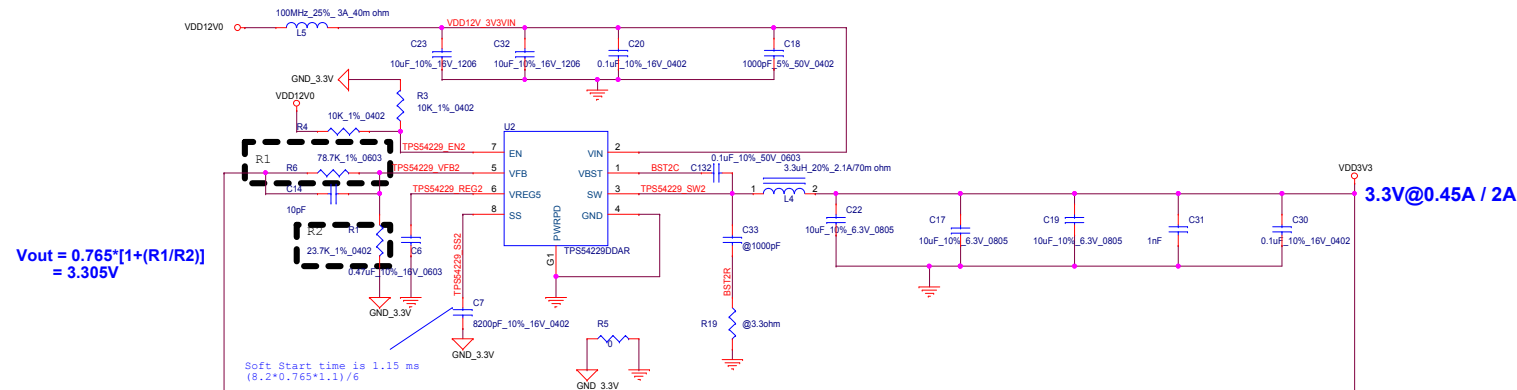 100MHz_25%_3A_40m ohm
VDD12V0
L5
VDD12V_3V3VIN
C23
10uF_10%_16V_1206
C32
10uF_10%_16V_1206
C20
0.1uF_10%_16V_0402
C18
1000pF_5%_50V_0402
GND_3.3V
VDD12V0
R3
10K_1%_0402
10K_1%_0402
R4
TPS54229_EN2
R1
78.7K_1%_0603
R6
TPS54229_VFB2
C14
10pF
TPS54229_REG2
R2
R1
23.7K_1%_0402
C6
0.47uF_10%_16V_0603
GND_3.3V
U2
7
EN
VIN
2
5
VFB
VBST
1
6
VREG5
SW
3
8
SS
GND
4
PWRPD
G1
TPS54229DDAR
TPS54229_SS2
C7
8200pF_10%_16V_0402
GND_3.3V
R5
0
GND_3.3V
BST2C
C132
0.1uF_10%_50V_0603
TPS54229_SW2
3.3uH_20%_2.1A/70m ohm
1
2
L4
C33
@1000pF
BST2R
R19
@3.3ohm
C22
10uF_10%_6.3V_0805
C17
10uF_10%_6.3V_0805
C19
10uF_10%_6.3V_0805
C31
1nF
C30
0.1uF_10%_16V_0402
VDD3V3
3.3V@0.45A / 2A
Vout = 0.765*[1+(R1/R2)]
= 3.305V
Soft Start time is 1.15 ms
(8.2*0.765*1.1)/6